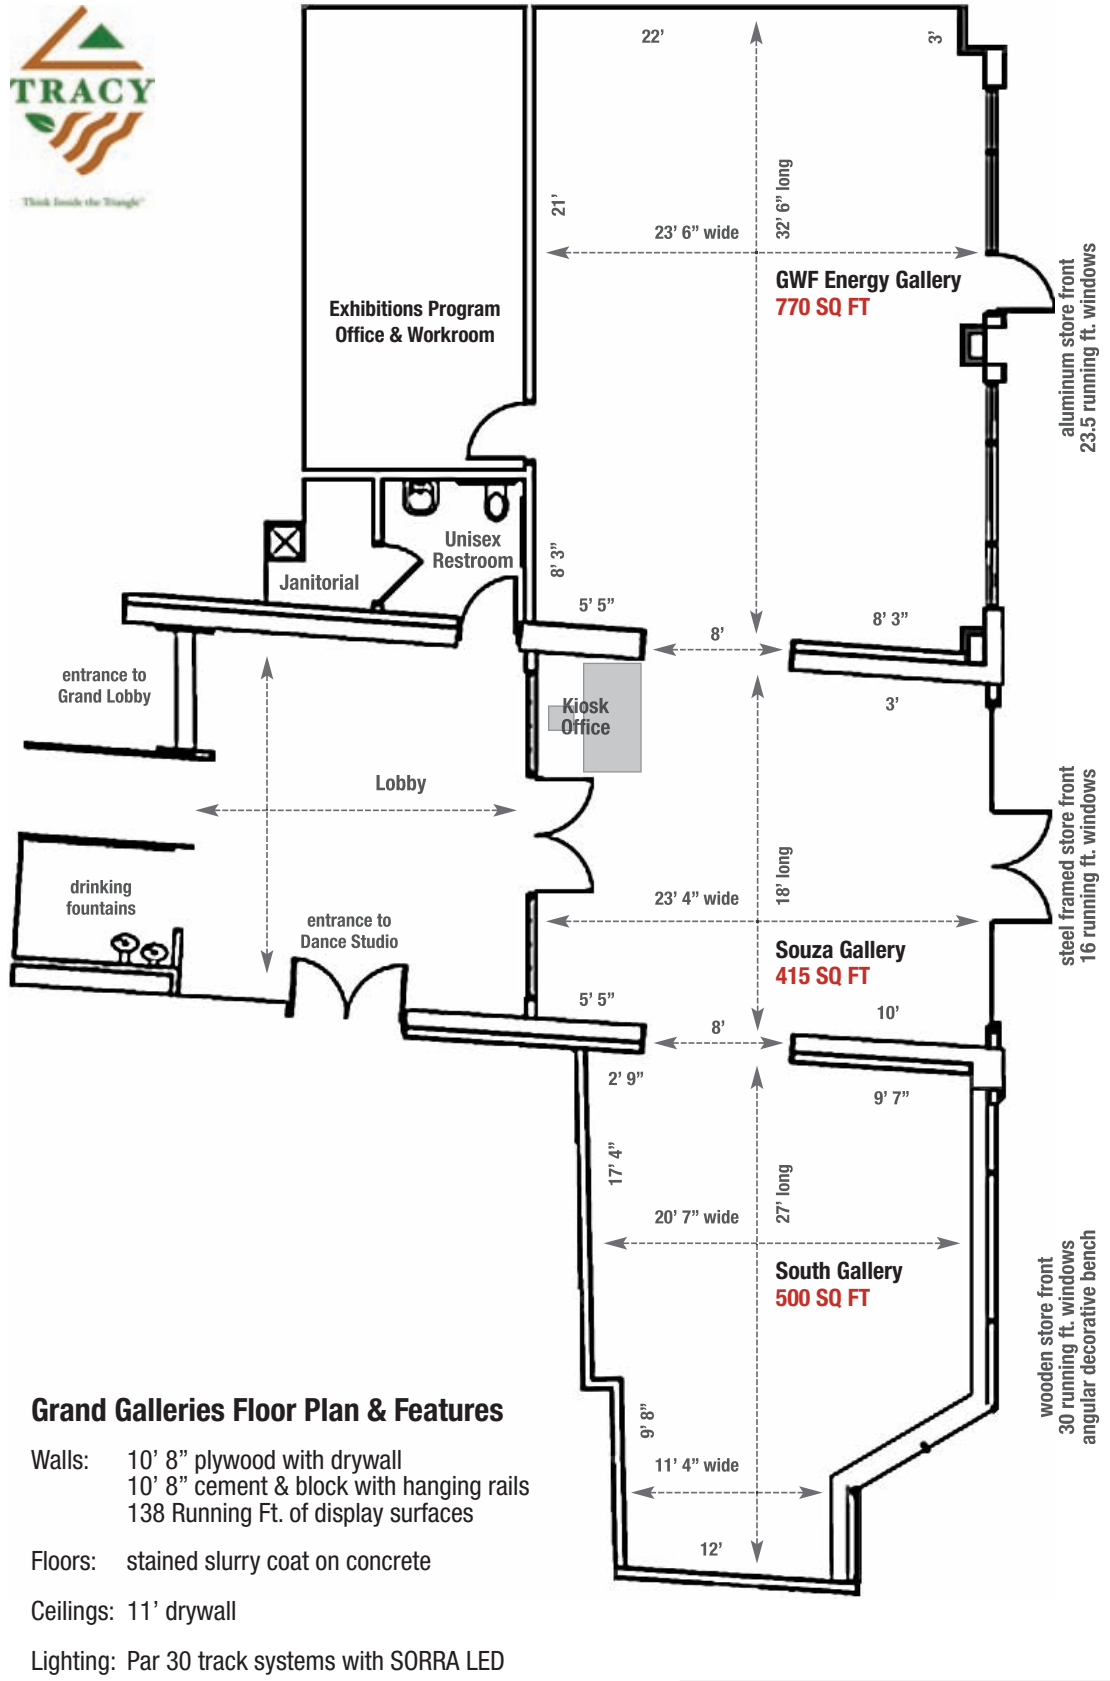 TRACY
Think Inside the Triangle™
22’
3’
21’
32’ 6” long
23’ 6” wide
GWF Energy Gallery
770 SQ FT
aluminum store front
23.5 running ft. windows
Exhibitions Program
Office & Workroom
Unisex
Restroom
Janitorial
8’ 3”
5’ 5”
8’
8’ 3”
entrance to
Grand Lobby
Kiosk
Office
3’
Lobby
18’ long
23’ 4” wide
Souza Gallery
415 SQ FT
steel framed store front
16 running ft. windows
drinking
fountains
entrance to
Dance Studio
5’ 5”
8’
10’
2’ 9”
9’ 7”
17’ 4”
27’ long
20’ 7” wide
South Gallery
500 SQ FT
wooden store front
30 running ft. windows
angular decorative bench
9’ 8”
11’ 4” wide
12’
Grand Galleries Floor Plan & Features
Walls: 10’ 8” plywood with drywall
10’ 8” cement & block with hanging rails
138 Running Ft. of display surfaces
Floors: stained slurry coat on concrete
Ceilings: 11’ drywall
Lighting: Par 30 track systems with SORRA LED